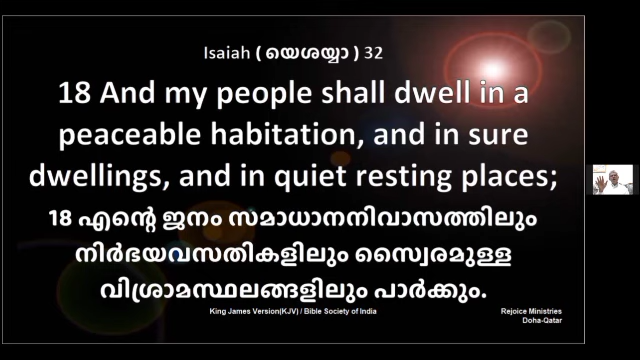 Isaiah ( യെശയ്യാ ) 32
18 And my people shall dwell in a
peaceable habitation, and in sure
dwellings, and in quiet resting places;
18 എന്റെ ജനം സമാധാനനിവാസത്തിലും
നിർഭയവസതികളിലും സ്വൈരമുള്ള
വിശ്രാമസ്ഥലങ്ങളിലും പാർക്കും.
King James Version(KJV) / Bible Society of India
Rejoice Ministries
Doha-Qatar